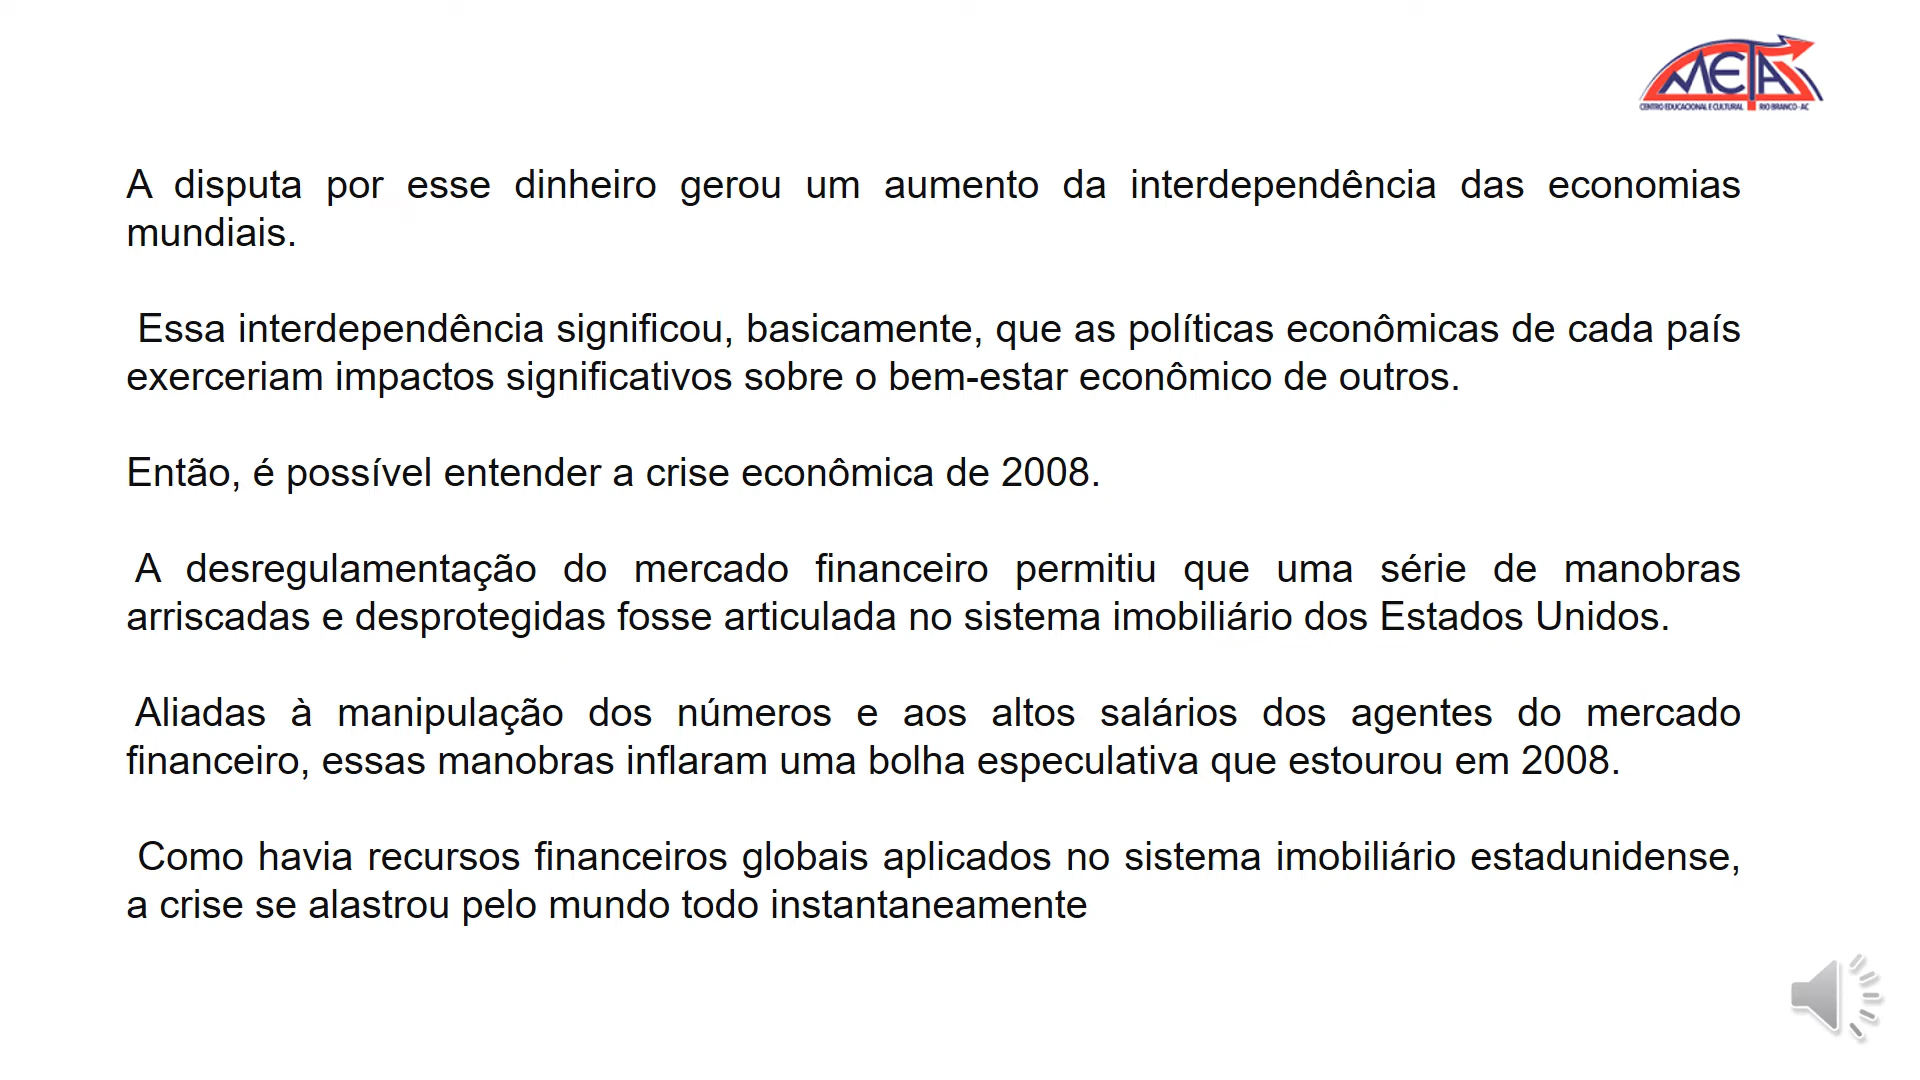 META
CENTRO EDUCACIONAL E CULTURAL RIO BRANCO - AC
A disputa por esse dinheiro gerou um aumento da interdependência das economias
mundiais.
Essa interdependência significou, basicamente, que as políticas econômicas de cada país
exerceriam impactos significativos sobre o bem-estar econômico de outros.
Então, é possível entender a crise econômica de 2008.
A desregulamentação do mercado financeiro permitiu que uma série de manobras
arriscadas e desprotegidas fosse articulada no sistema imobiliário dos Estados Unidos.
Aliadas à manipulação dos números e aos altos salários dos agentes do mercado
financeiro, essas manobras inflaram uma bolha especulativa que estourou em 2008.
Como havia recursos financeiros globais aplicados no sistema imobiliário estadunidense,
a crise se alastrou pelo mundo todo instantaneamente